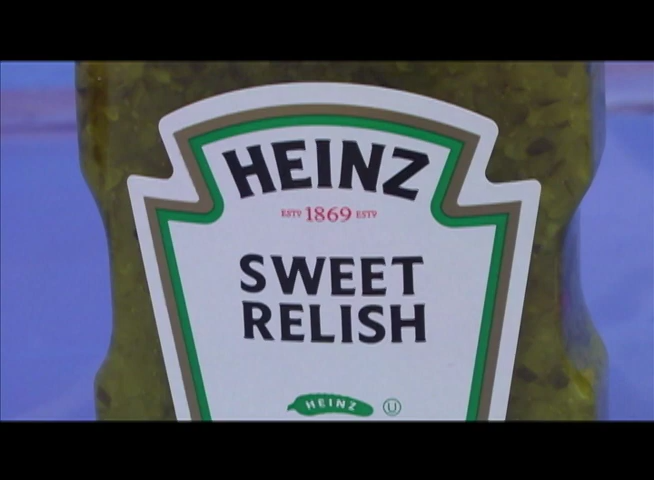 HEINZ
ESTD 1869 ESTD
SWEET
RELISH
HEINZ U